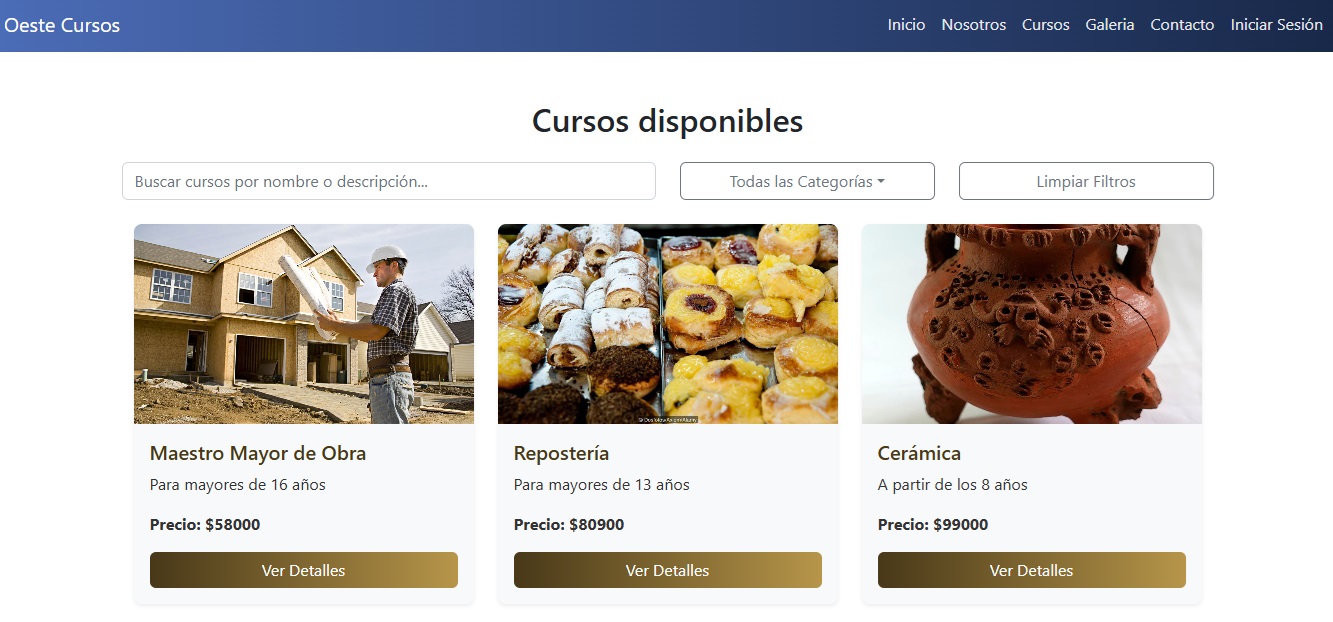 Oeste Cursos
Inicio Nosotros Cursos Galeria Contacto Iniciar Sesión
Cursos disponibles
Buscar cursos por nombre o descripción...
Todas las Categorías
Limpiar Filtros
Maestro Mayor de Obra
Para mayores de 16 años
Precio: $58000
Ver Detalles
Repostería
Para mayores de 13 años
Precio: $80900
Ver Detalles
Cerámica
A partir de los 8 años
Precio: $99000
Ver Detalles